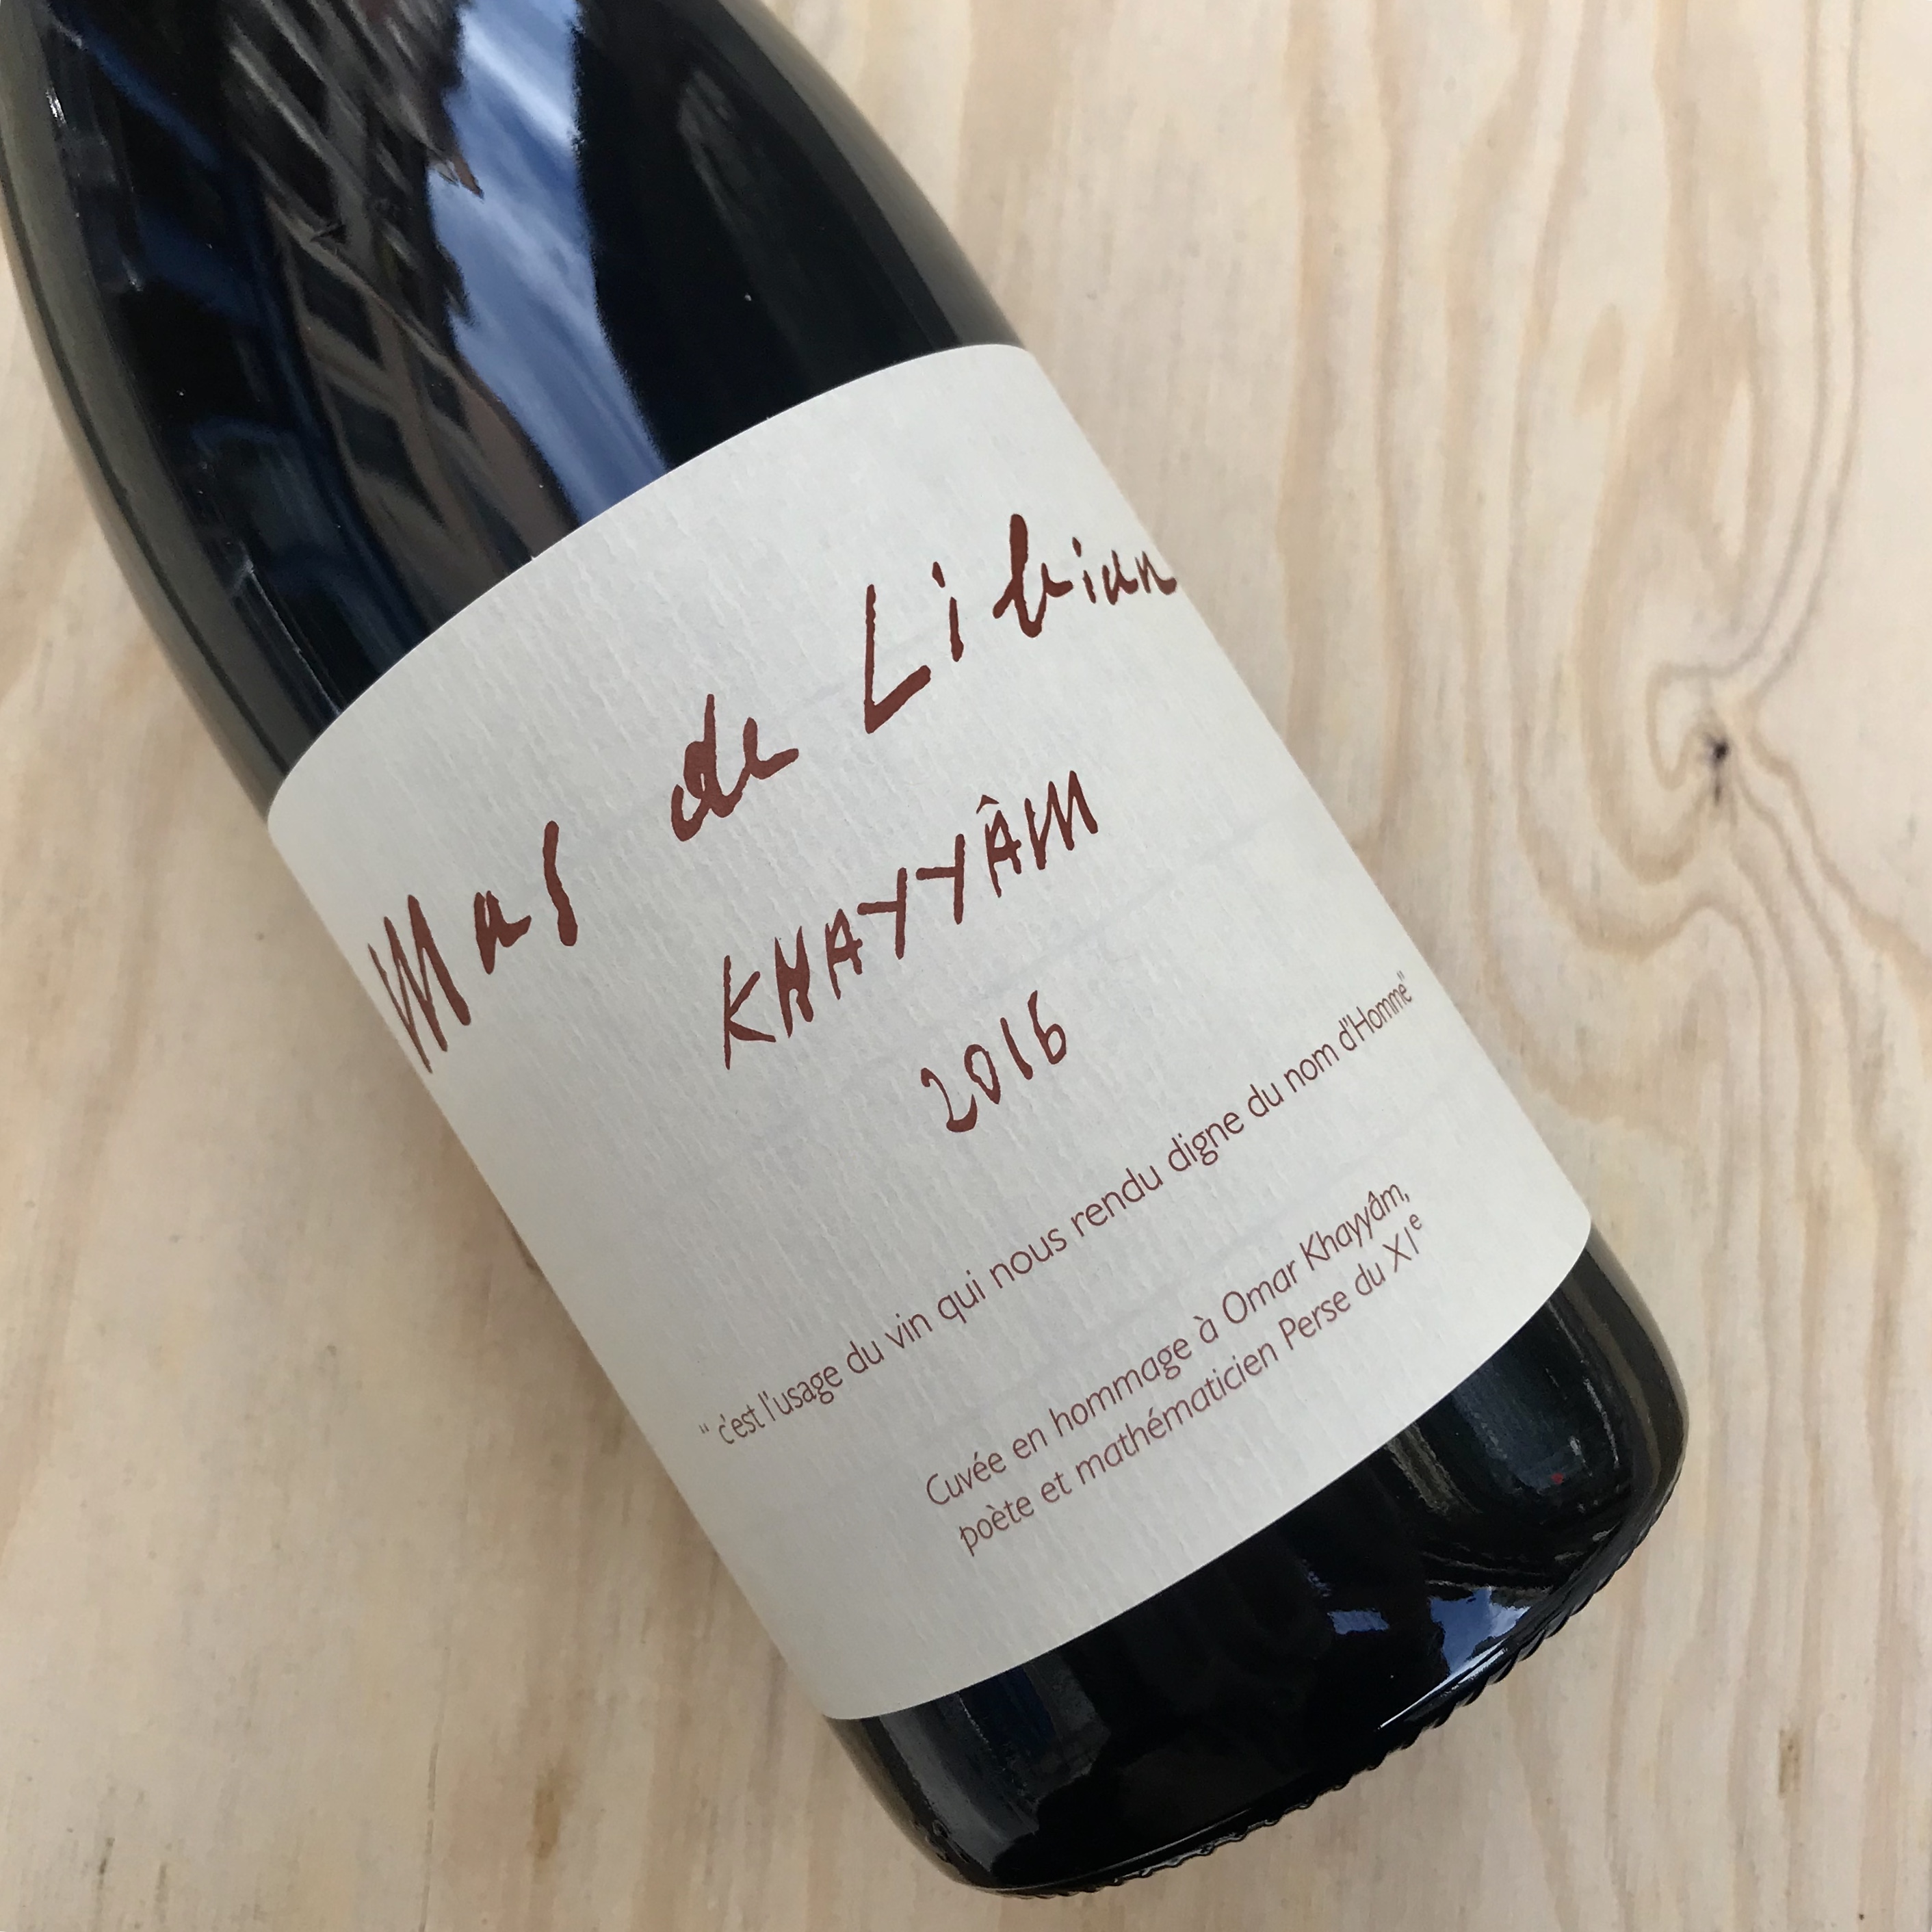 Mas de Libian
KHAYYÂM
2016
" c'est l'usage du vin qui nous rendu digne du nom d'Homme"
Cuvée en hommage à Omar Khayyâm,
poète et mathématicien Perse du XIe